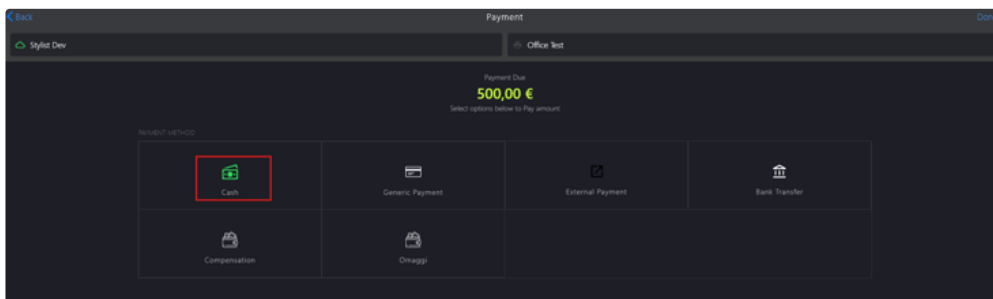 Back
Payment
Don
Stylist Dev
Office Test
Payment Due
500,00 €
Select options below to Pay amount
PAYMENT METHOD
Cash
Generic Payment
External Payment
Bank Transfer
Compensation
Omaggi